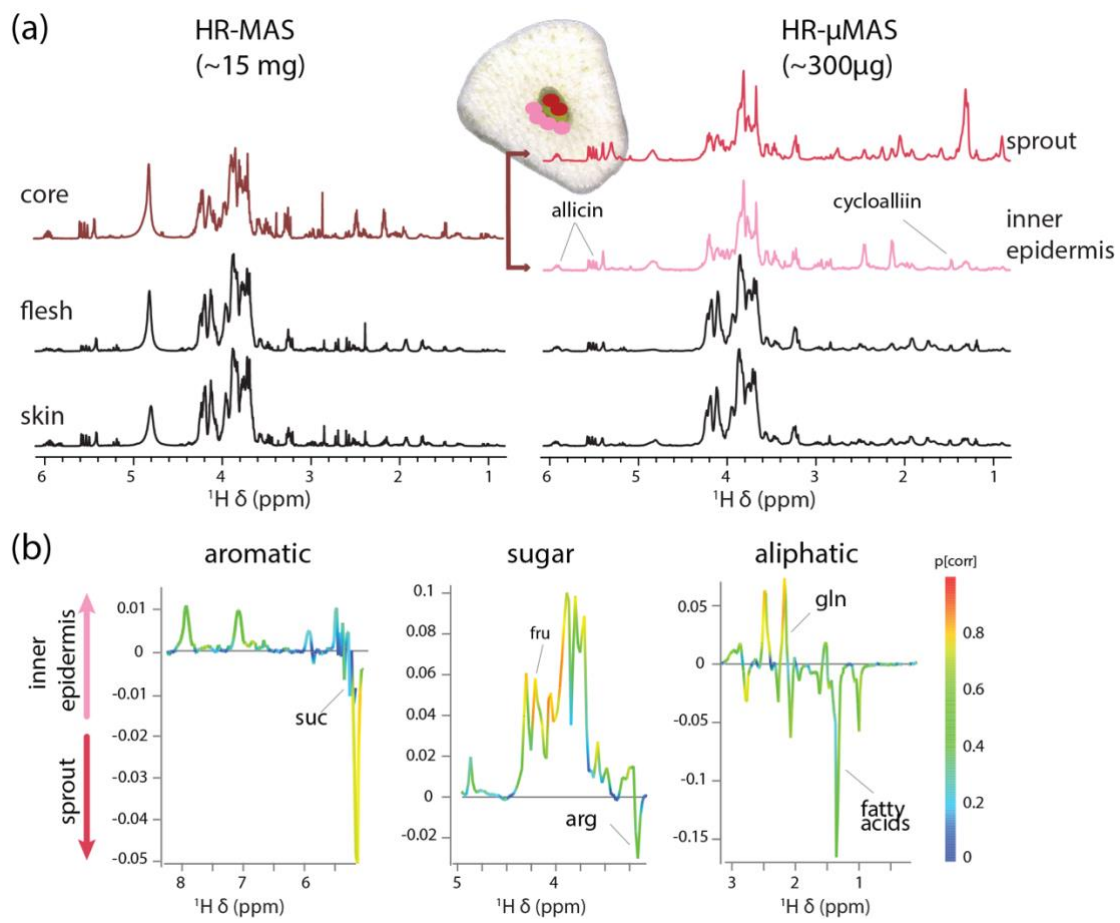 (a)
HR-MAS
(~15 mg)
HR-µMAS
(~300µg)
core
flesh
skin
sprout
inner
epidermis
allicin
cycloalliin
6 5 4 3 2 1
¹H δ (ppm)
6 5 4 3 2 1
¹H δ (ppm)
(b)
inner
epidermis
sprout
aromatic
0.01
0
-0.01
-0.02
-0.03
-0.04
-0.05
suc
8 7 6
¹H δ (ppm)
sugar
0.1
0.08
0.06
0.04
0.02
0
-0.02
fru
arg
5 4
¹H δ (ppm)
aliphatic
0.05
0
-0.05
-0.1
-0.15
gln
fatty
acids
3 2 1
¹H δ (ppm)
p[corr]
0.8
0.6
0.4
0.2
0